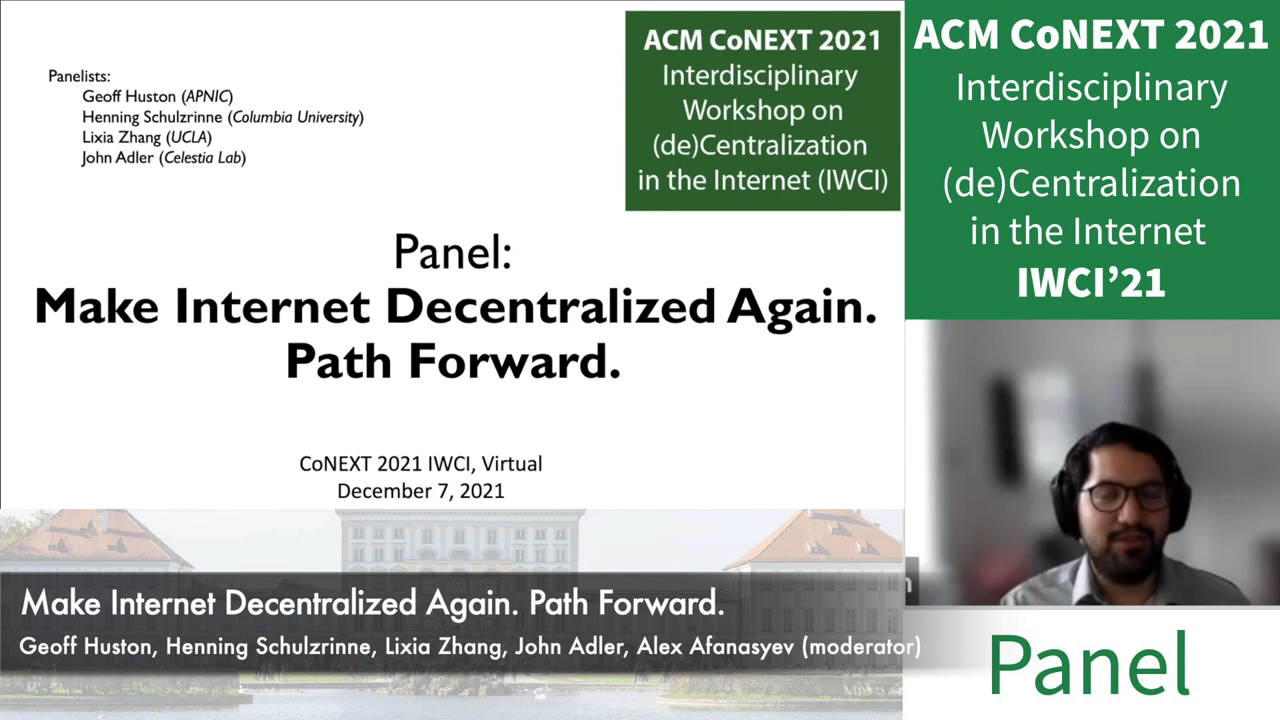 Panelists:
Geoff Huston (APNIC)
Henning Schulzrinne (Columbia University)
Lixia Zhang (UCLA)
John Adler (Celestia Lab)
ACM CoNEXT 2021
Interdisciplinary
Workshop on
(de)Centralization
in the Internet (IWCI)
Panel:
Make Internet Decentralized Again.
Path Forward.
CoNEXT 2021 IWCI, Virtual
December 7, 2021
Make Internet Decentralized Again. Path Forward.
Geoff Huston, Henning Schulzrinne, Lixia Zhang, John Adler, Alex Afanasyev (moderator)
ACM CoNEXT 2021
Interdisciplinary
Workshop on
(de)Centralization
in the Internet
IWCI’21
Panel